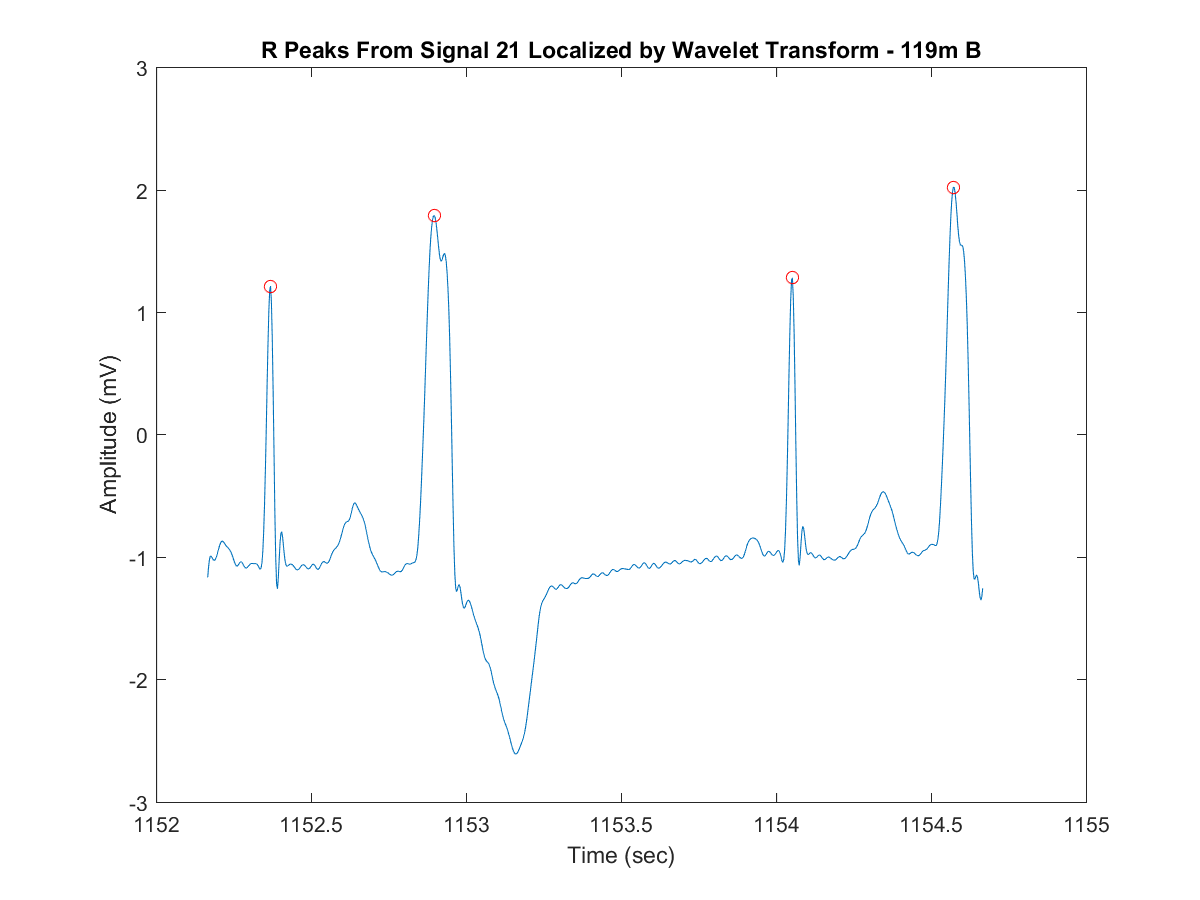 R Peaks From Signal 21 Localized by Wavelet Transform - 119m B
3
2
1
0
-1
-2
-3
Amplitude (mV)
1152 1152.5 1153 1153.5 1154 1154.5 1155
Time (sec)